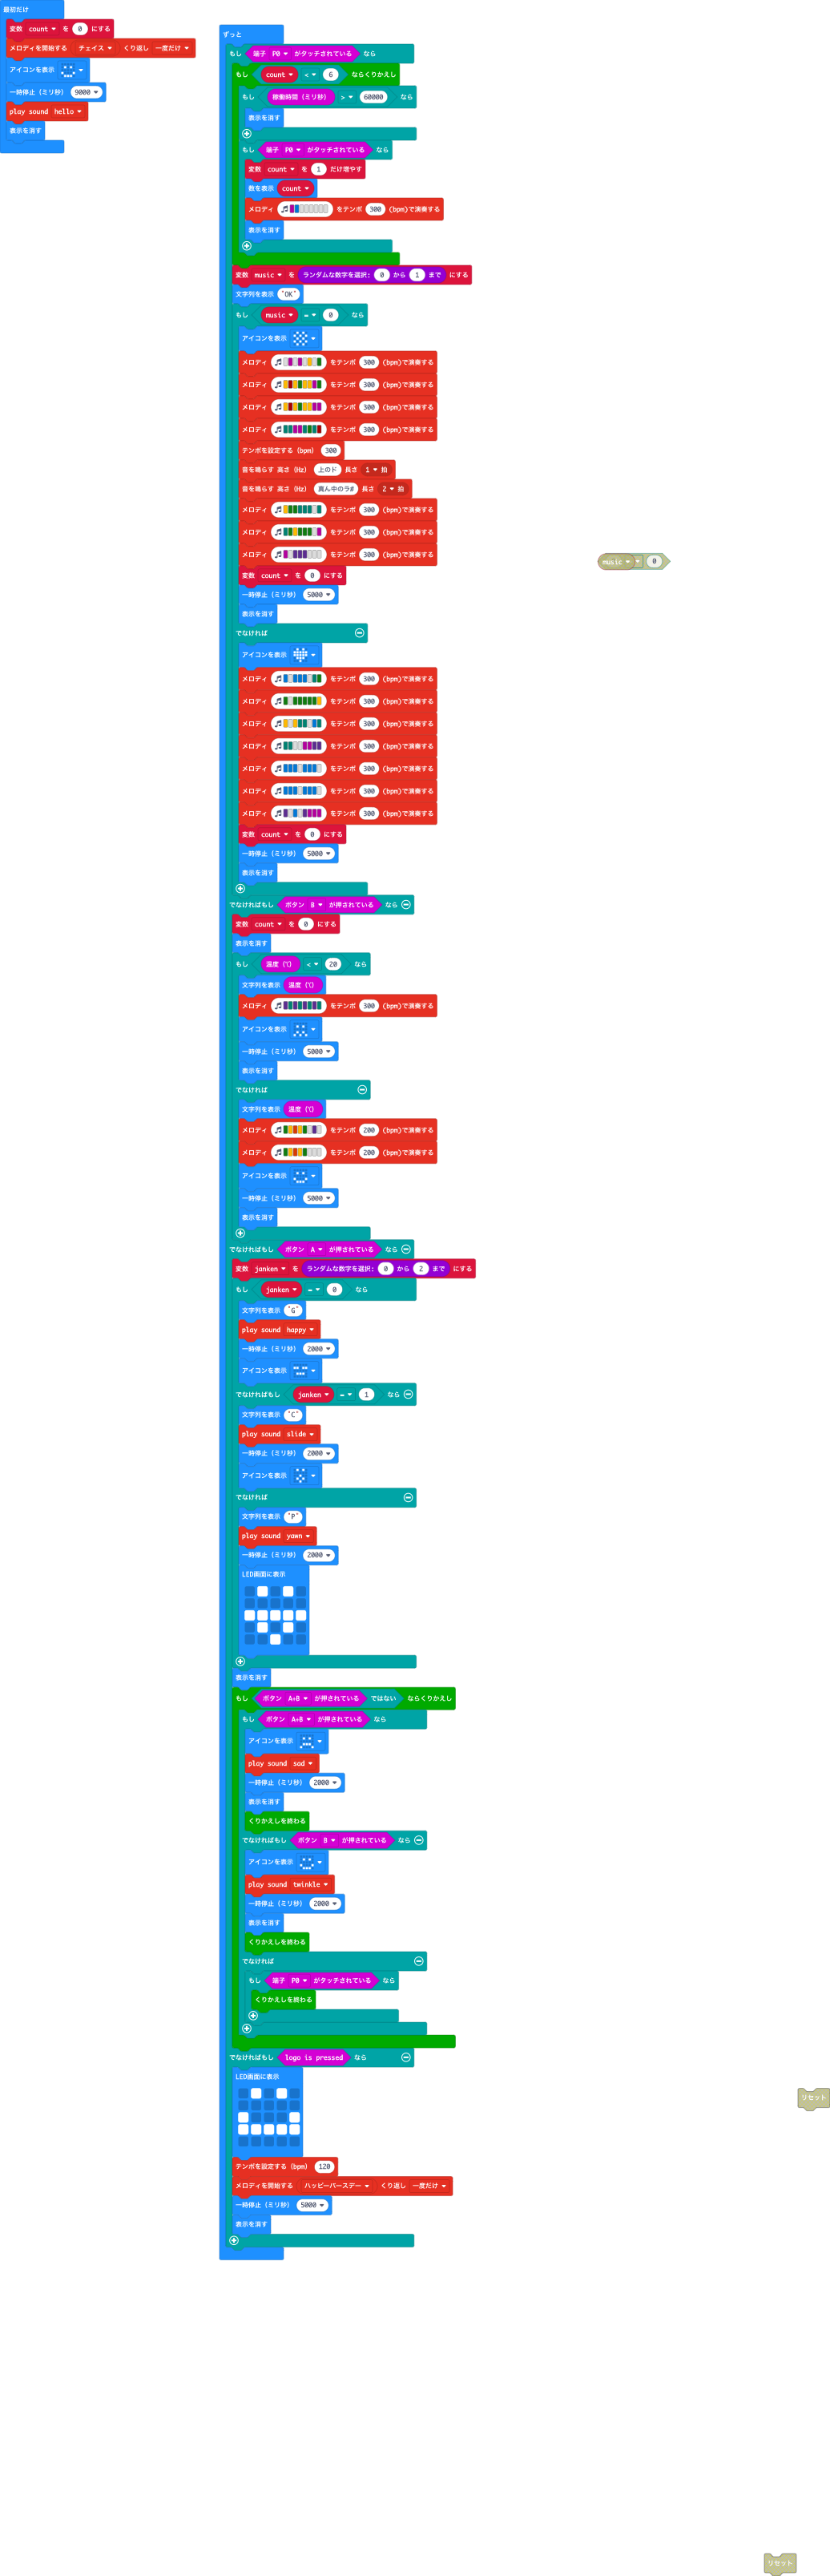 最初だけ
変数 count を 0 にする
メロディを開始する チェイス くり返し 一度だけ
アイコンを表示
一時停止 (ミリ秒) 9000
play sound hello
表示を消す
ずっと
もし 端子 P0 がタッチされている なら
もし count < 6 ならくりかえし
もし 稼働時間 (ミリ秒) > 60000 なら
表示を消す
もし 端子 P0 がタッチされている なら
変数 count を 1 だけ増やす
数を表示 count
メロディ をテンポ 300 (bpm)で演奏する
表示を消す
変数 music を ランダムな数字を選択: 0 から 1 まで にする
文字列を表示 "OK"
もし music = 0 なら
アイコンを表示
メロディ をテンポ 300 (bpm)で演奏する
メロディ をテンポ 300 (bpm)で演奏する
メロディ をテンポ 300 (bpm)で演奏する
メロディ をテンポ 300 (bpm)で演奏する
テンポを設定する (bpm) 300
音を鳴らす 高さ (Hz) 上のド 長さ 1 拍
音を鳴らす 高さ (Hz) 真ん中のラ# 長さ 2 拍
メロディ をテンポ 300 (bpm)で演奏する
メロディ をテンポ 300 (bpm)で演奏する
メロディ をテンポ 300 (bpm)で演奏する
music 0
変数 count を 0 にする
一時停止 (ミリ秒) 5000
表示を消す
でなければ
アイコンを表示
メロディ をテンポ 300 (bpm)で演奏する
メロディ をテンポ 300 (bpm)で演奏する
メロディ をテンポ 300 (bpm)で演奏する
メロディ をテンポ 300 (bpm)で演奏する
メロディ をテンポ 300 (bpm)で演奏する
メロディ をテンポ 300 (bpm)で演奏する
メロディ をテンポ 300 (bpm)で演奏する
変数 count を 0 にする
一時停止 (ミリ秒) 5000
表示を消す
でなければもし ボタン B が押されている なら
変数 count を 0 にする
表示を消す
もし 温度 (℃) < 20 なら
文字列を表示 温度 (℃)
メロディ をテンポ 300 (bpm)で演奏する
アイコンを表示
一時停止 (ミリ秒) 5000
表示を消す
でなければ
文字列を表示 温度 (℃)
メロディ をテンポ 200 (bpm)で演奏する
メロディ をテンポ 200 (bpm)で演奏する
アイコンを表示
一時停止 (ミリ秒) 5000
表示を消す
でなければもし ボタン A が押されている なら
変数 janken を ランダムな数字を選択: 0 から 2 まで にする
もし janken = 0 なら
文字列を表示 "G"
play sound happy
一時停止 (ミリ秒) 2000
アイコンを表示
でなければもし janken = 1 なら
文字列を表示 "C"
play sound slide
一時停止 (ミリ秒) 2000
アイコンを表示
でなければ
文字列を表示 "P"
play sound yawn
一時停止 (ミリ秒) 2000
LED画面に表示
表示を消す
もし ボタン A+B が押されている ではない ならくりかえし
もし ボタン A+B が押されている なら
アイコンを表示
play sound sad
一時停止 (ミリ秒) 2000
表示を消す
くりかえしを終わる
でなければもし ボタン B が押されている なら
アイコンを表示
play sound twinkle
一時停止 (ミリ秒) 2000
表示を消す
くりかえしを終わる
でなければ
もし 端子 P0 がタッチされている なら
くりかえしを終わる
でなければもし logo is pressed なら
LED画面に表示
リセット
テンポを設定する (bpm) 120
メロディを開始する ハッピーバースデー くり返し 一度だけ
一時停止 (ミリ秒) 5000
表示を消す
リセット